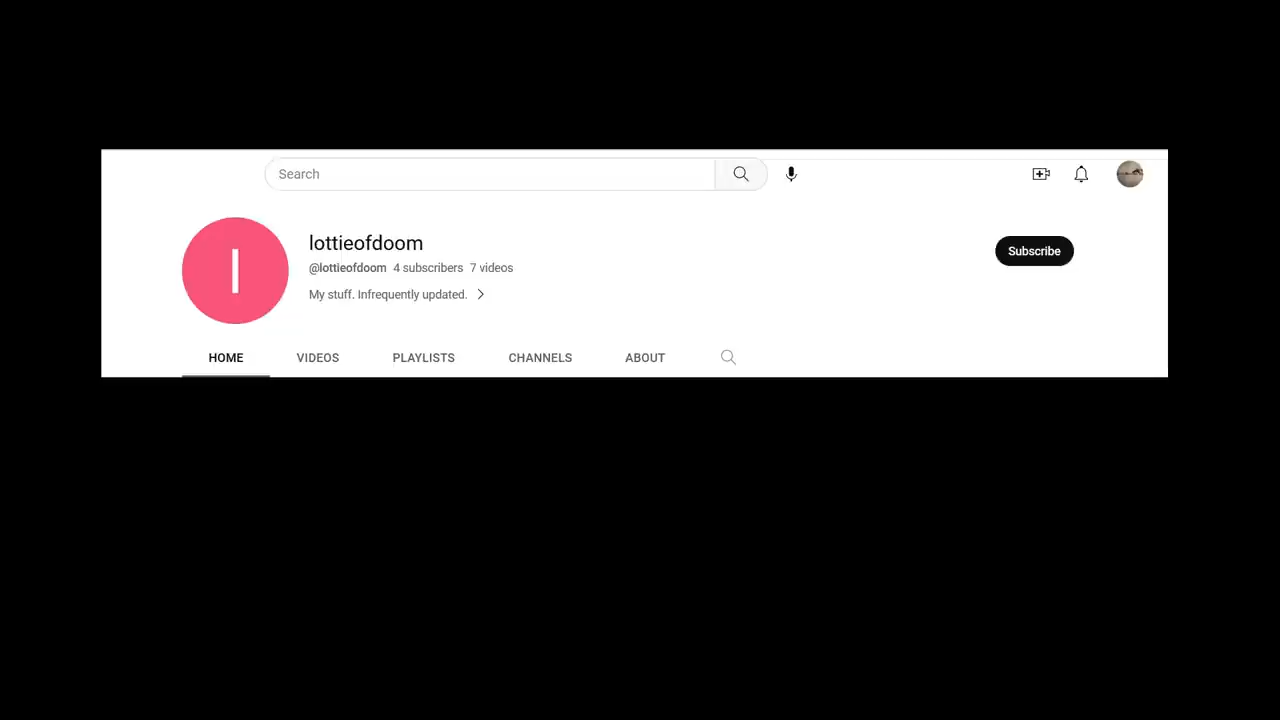 Search
l
lottieofdoom
@lottieofdoom 4 subscribers 7 videos
Subscribe
My stuff. Infrequently updated.
HOME VIDEOS PLAYLISTS CHANNELS ABOUT